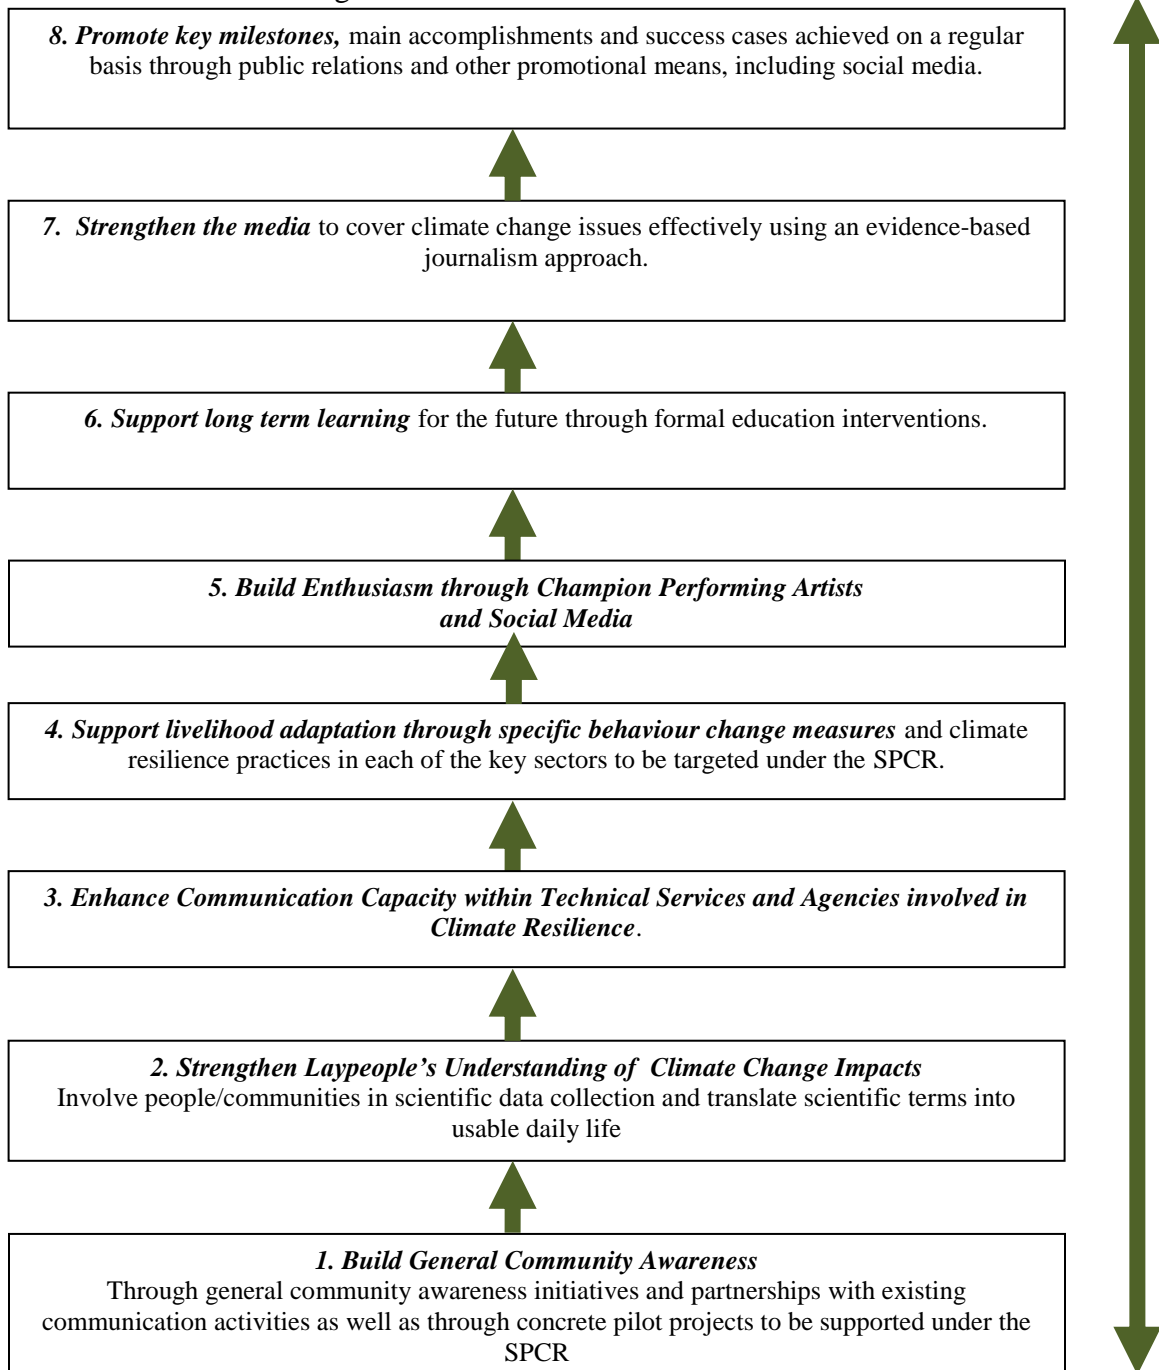 8. Promote key milestones, main accomplishments and success cases achieved on a regular
basis through public relations and other promotional means, including social media.
7. Strengthen the media to cover climate change issues effectively using an evidence-based
journalism approach.
6. Support long term learning for the future through formal education interventions.
5. Build Enthusiasm through Champion Performing Artists
and Social Media
4. Support livelihood adaptation through specific behaviour change measures and climate
resilience practices in each of the key sectors to be targeted under the SPCR.
3. Enhance Communication Capacity within Technical Services and Agencies involved in
Climate Resilience.
2. Strengthen Laypeople’s Understanding of Climate Change Impacts
Involve people/communities in scientific data collection and translate scientific terms into
usable daily life
1. Build General Community Awareness
Through general community awareness initiatives and partnerships with existing
communication activities as well as through concrete pilot projects to be supported under the
SPCR